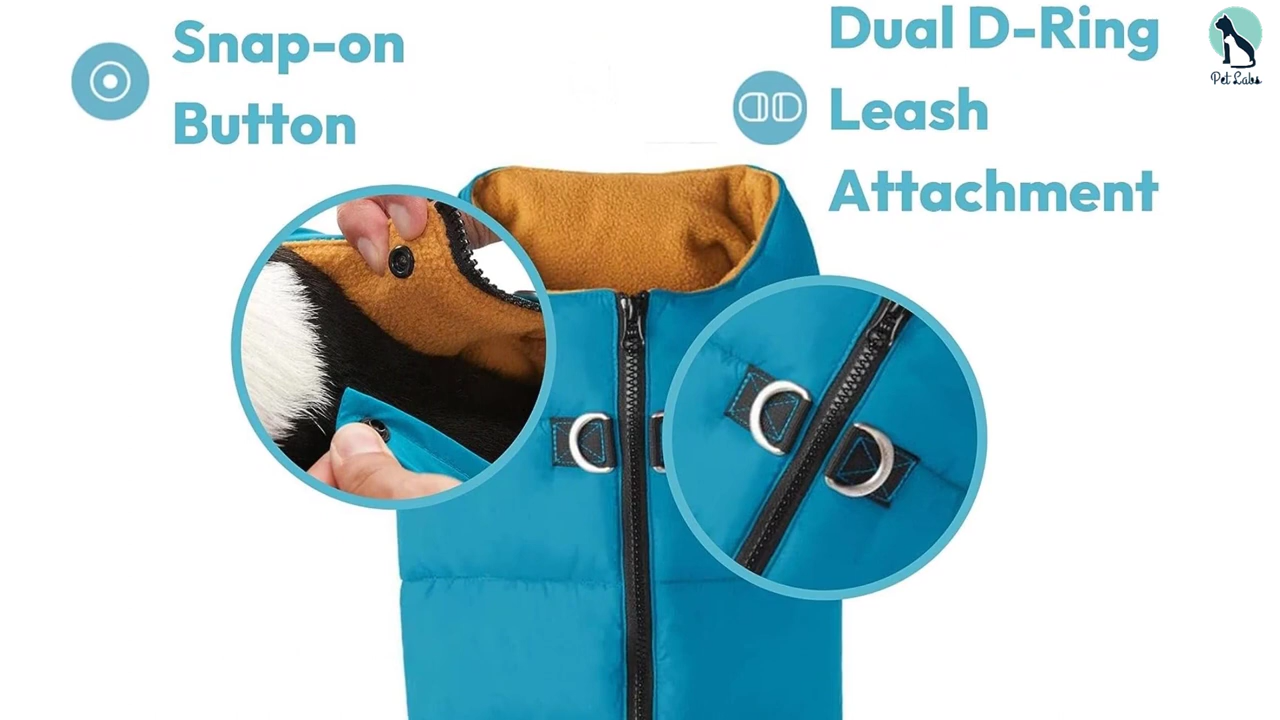 Snap-on
Button
Dual D-Ring
Leash
Attachment
Pet Labs